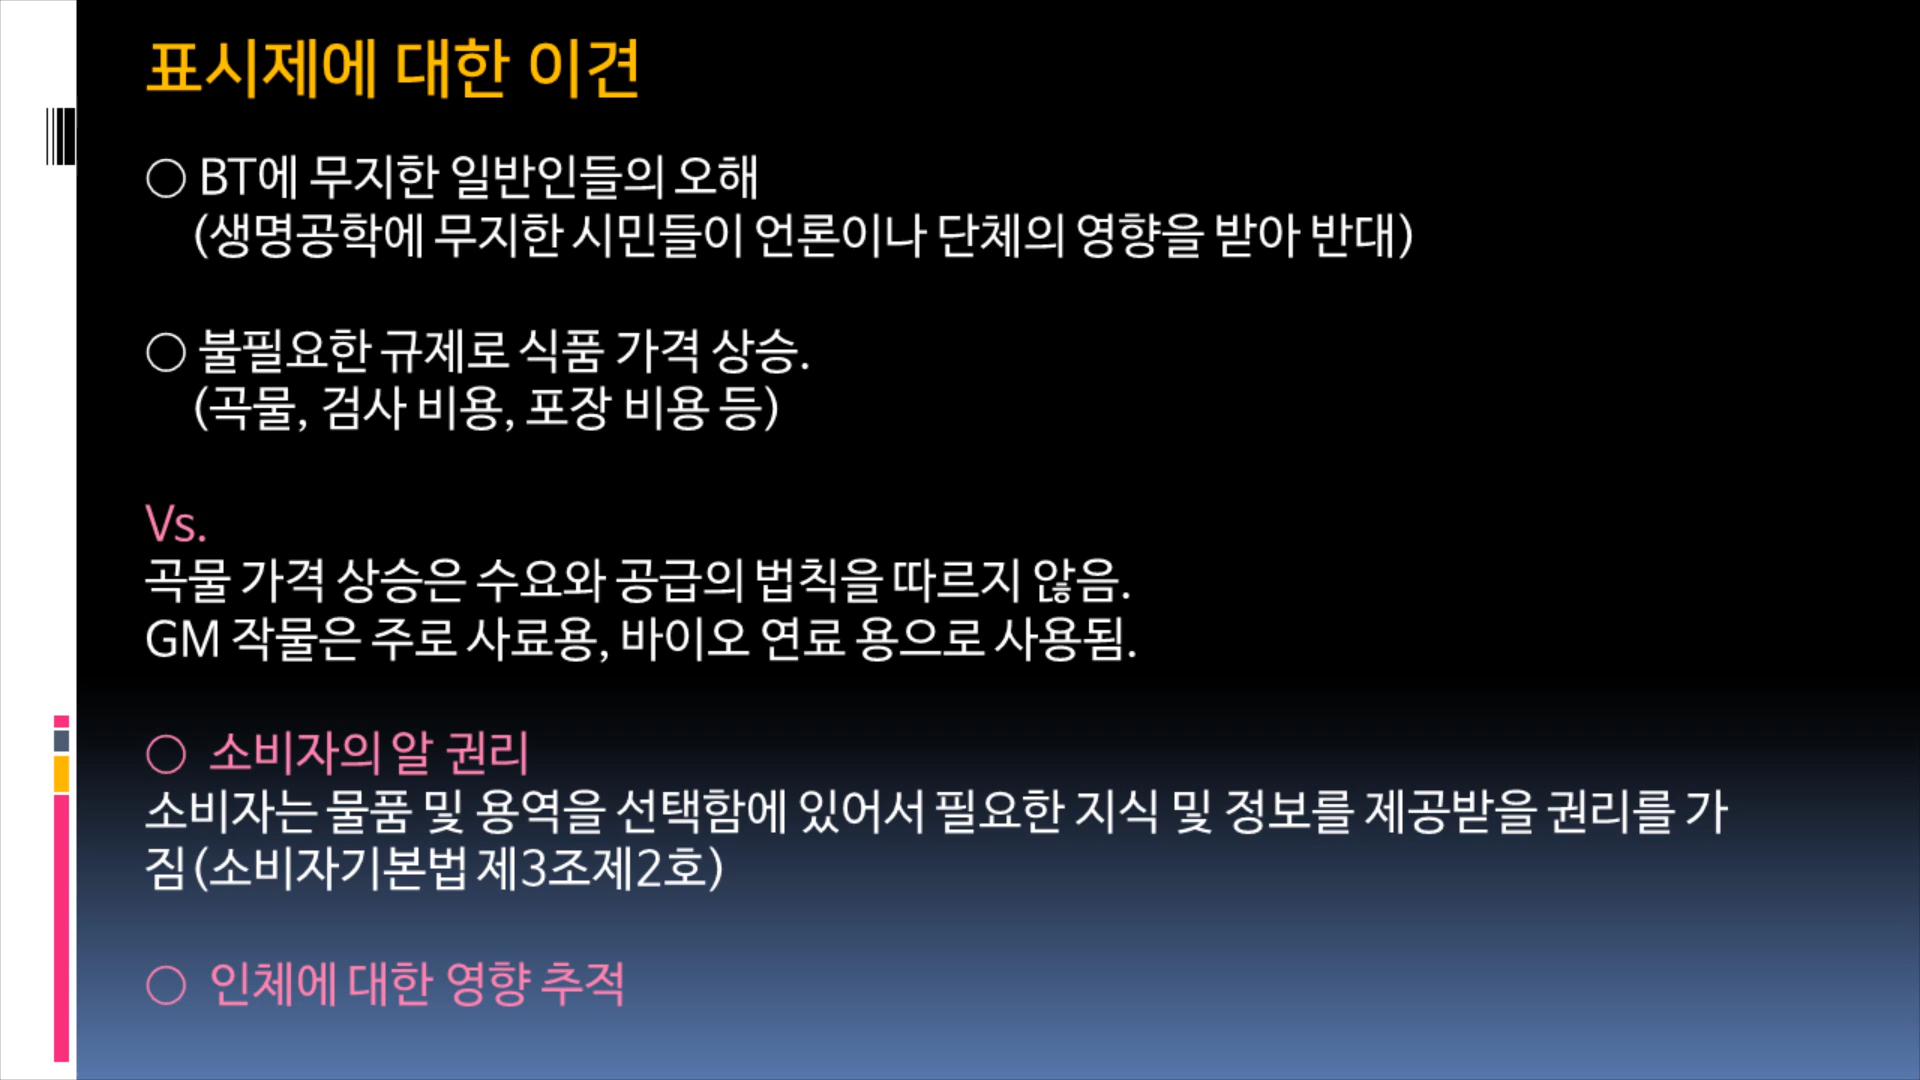 표시제에 대한 이견
○ BT에 무지한 일반인들의 오해
(생명공학에 무지한 시민들이 언론이나 단체의 영향을 받아 반대)
○ 불필요한 규제로 식품 가격 상승.
(곡물, 검사 비용, 포장 비용 등)
Vs.
곡물 가격 상승은 수요와 공급의 법칙을 따르지 않음.
GM 작물은 주로 사료용, 바이오 연료 용으로 사용됨.
○ 소비자의 알 권리
소비자는 물품 및 용역을 선택함에 있어서 필요한 지식 및 정보를 제공받을 권리를 가
짐(소비자기본법 제3조제2호)
○ 인체에 대한 영향 추적